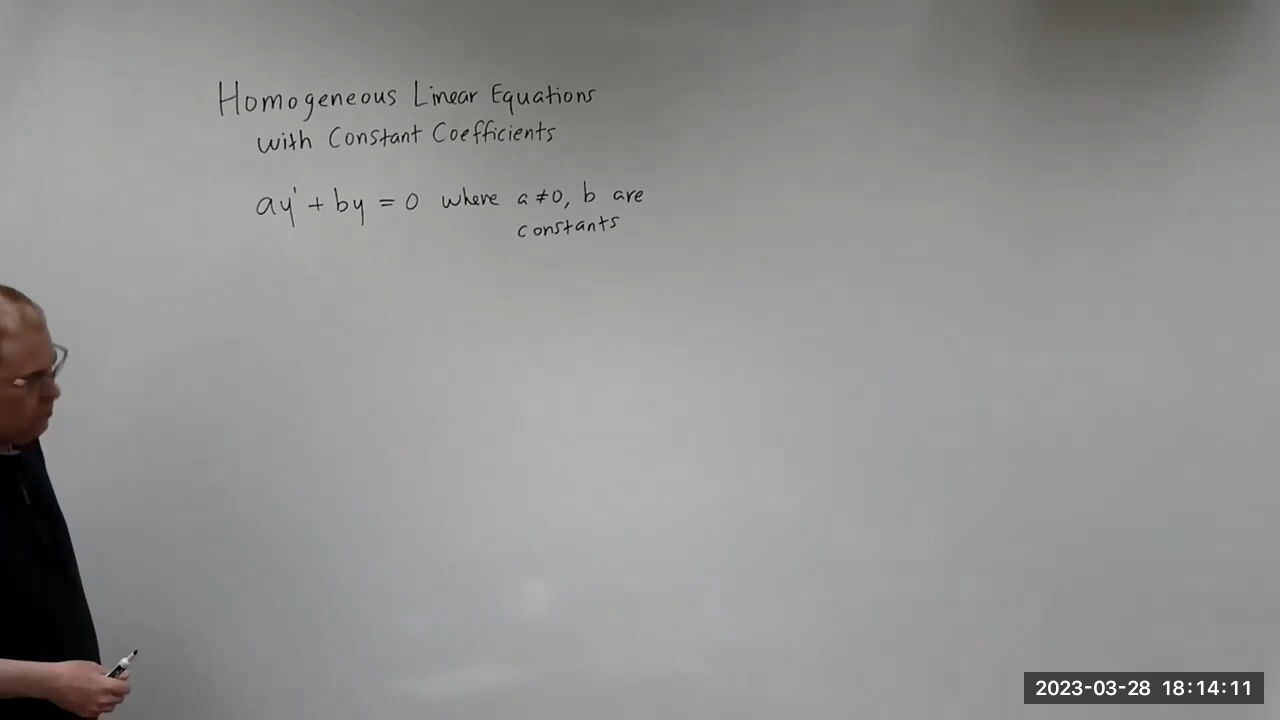 Homogeneous Linear Equations
with Constant Coefficients
ay' + by = 0 where a ≠ 0, b are
constants
2023-03-28 18:14:11